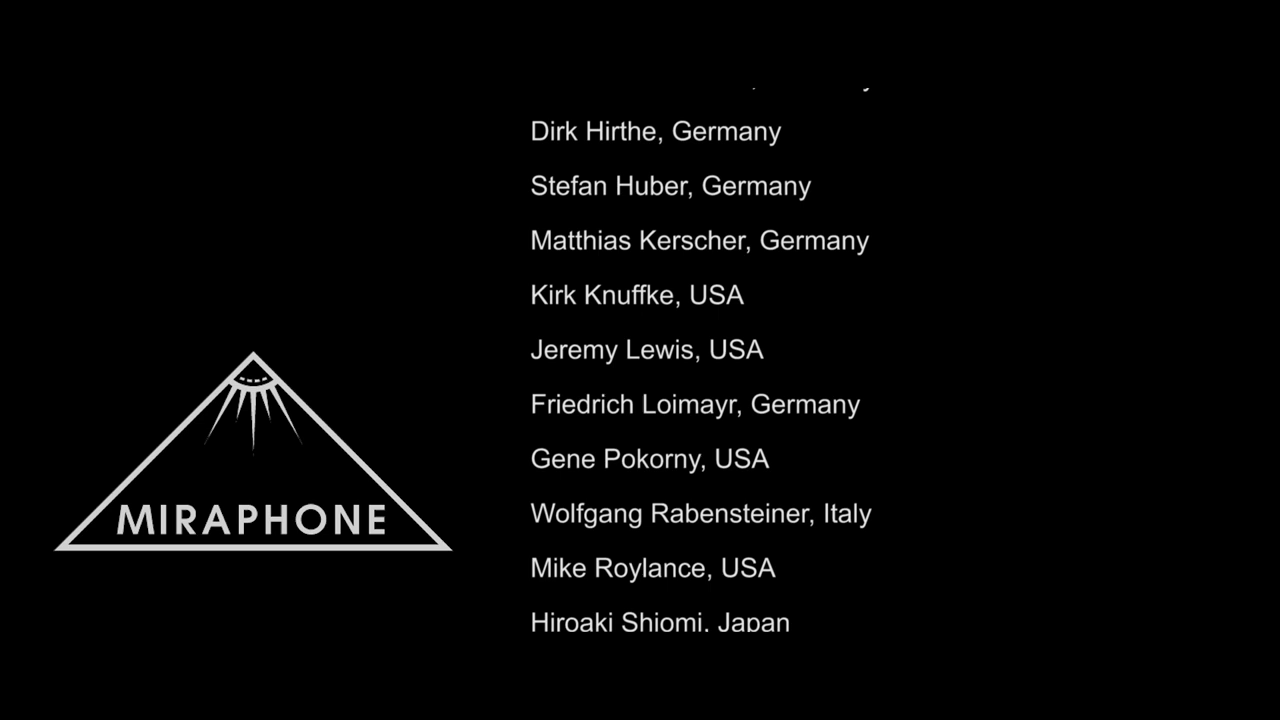 Dirk Hirthe, Germany
Stefan Huber, Germany
Matthias Kerscher, Germany
Kirk Knuffke, USA
Jeremy Lewis, USA
Friedrich Loimayr, Germany
Gene Pokorny, USA
Wolfgang Rabensteiner, Italy
Mike Roylance, USA
Hiroaki Shiomi, Japan
MIRAPHONE